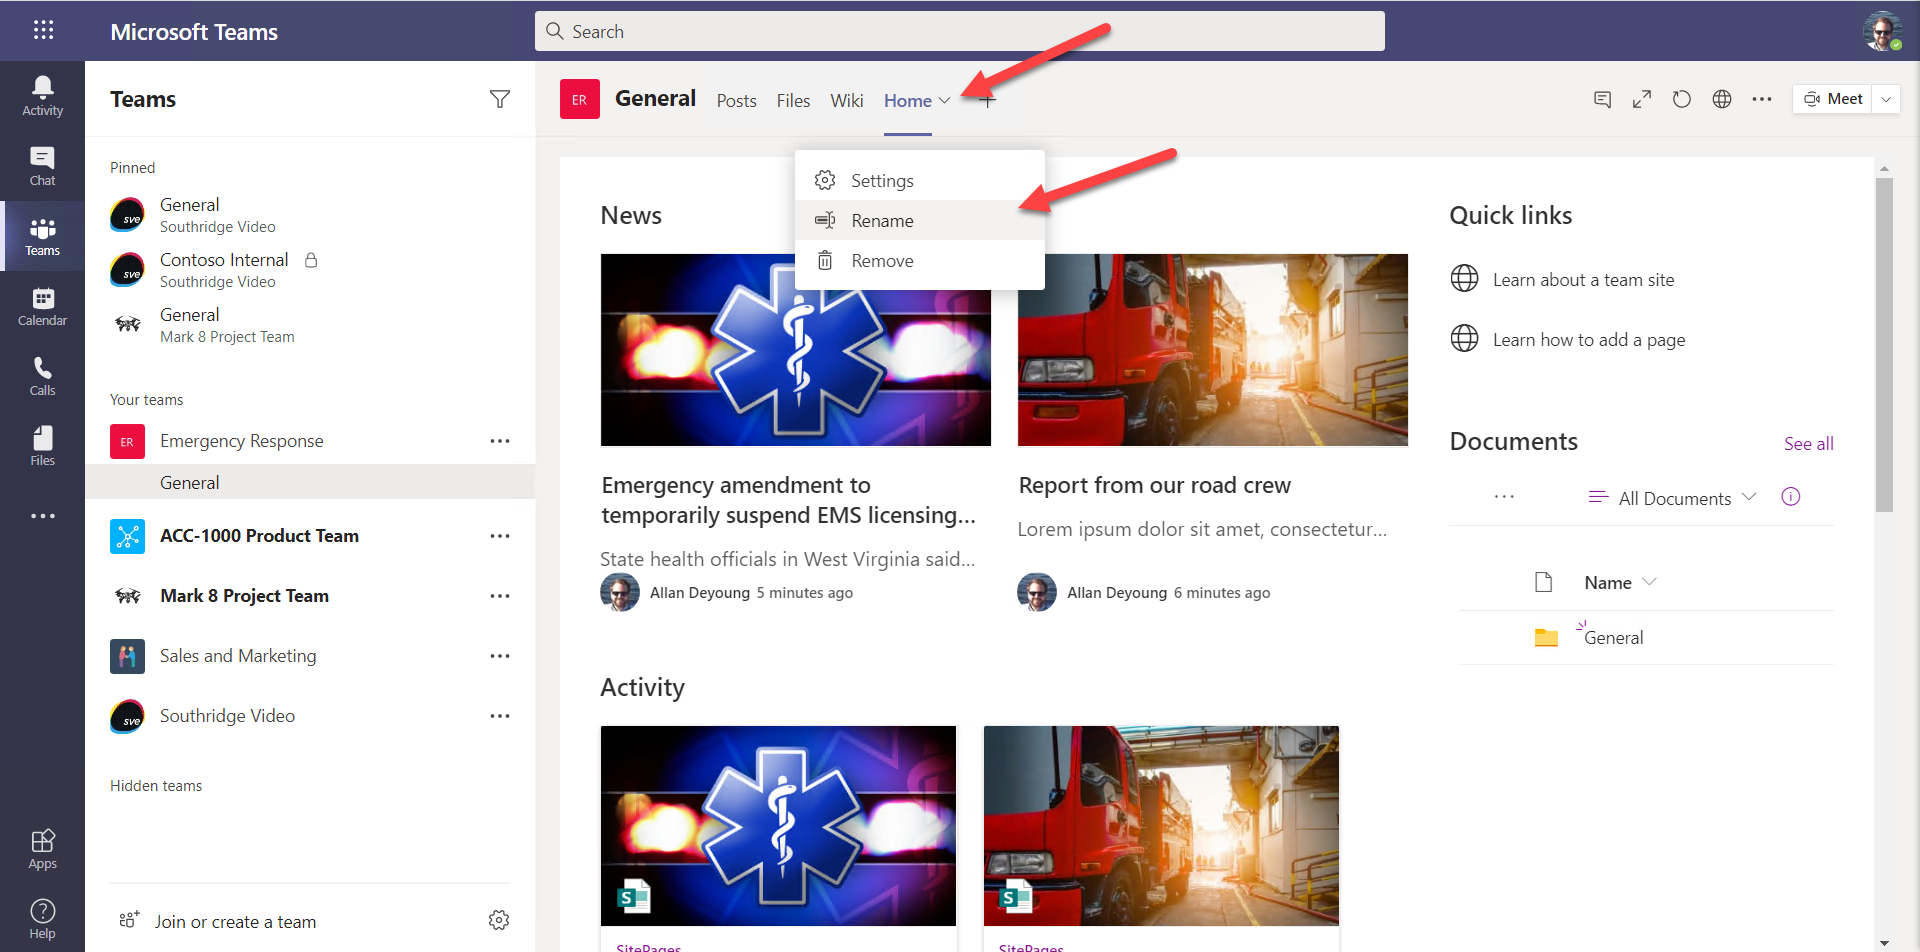 Microsoft Teams
Search
Activity
Chat
Teams
Calendar
Calls
Files
Apps
Help
Teams
Pinned
sve
General
Southridge Video
sve
Contoso Internal
Southridge Video
General
Mark 8 Project Team
Your teams
ER
Emergency Response
General
ACC-1000 Product Team
Mark 8 Project Team
Sales and Marketing
sve
Southridge Video
Hidden teams
Join or create a team
ER
General
Posts
Files
Wiki
Home
Meet
Settings
Rename
Remove
News
Emergency amendment to
temporarily suspend EMS licensing...
State health officials in West Virginia said...
Allan Deyoung 5 minutes ago
Report from our road crew
Lorem ipsum dolor sit amet, consectetur...
Allan Deyoung 6 minutes ago
Activity
S
SitePages
S
SitePages
Quick links
Learn about a team site
Learn how to add a page
Documents
See all
All Documents
Name
General